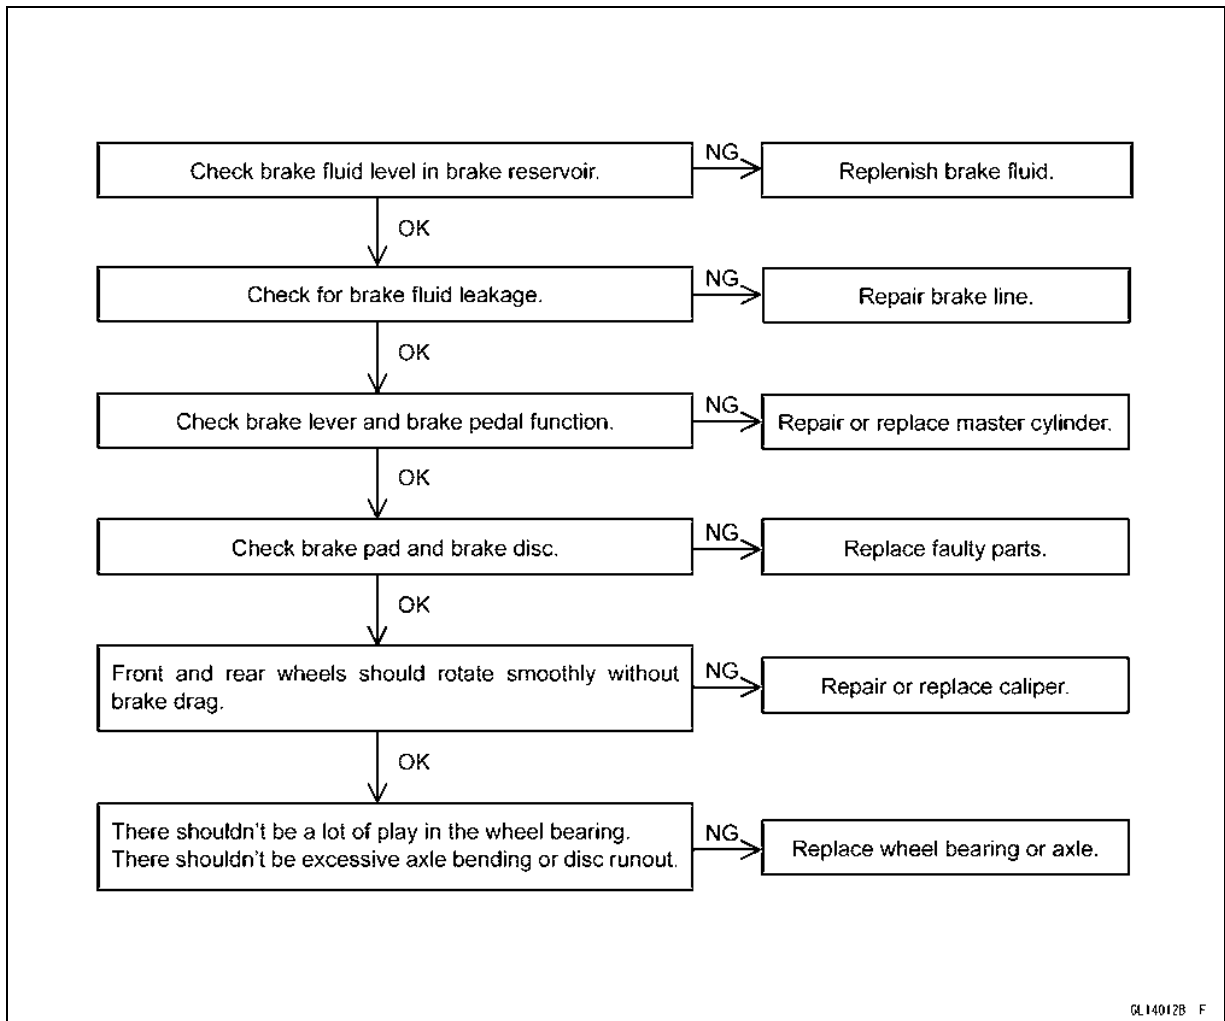 Check brake fluid level in brake reservoir.
NG
Replenish brake fluid.
OK
Check for brake fluid leakage.
NG
Repair brake line.
OK
Check brake lever and brake pedal function.
NG
Repair or replace master cylinder.
OK
Check brake pad and brake disc.
NG
Replace faulty parts.
OK
Front and rear wheels should rotate smoothly without
brake drag.
NG
Repair or replace caliper.
OK
There shouldn't be a lot of play in the wheel bearing.
There shouldn't be excessive axle bending or disc runout.
NG
Replace wheel bearing or axle.
GL14012B F